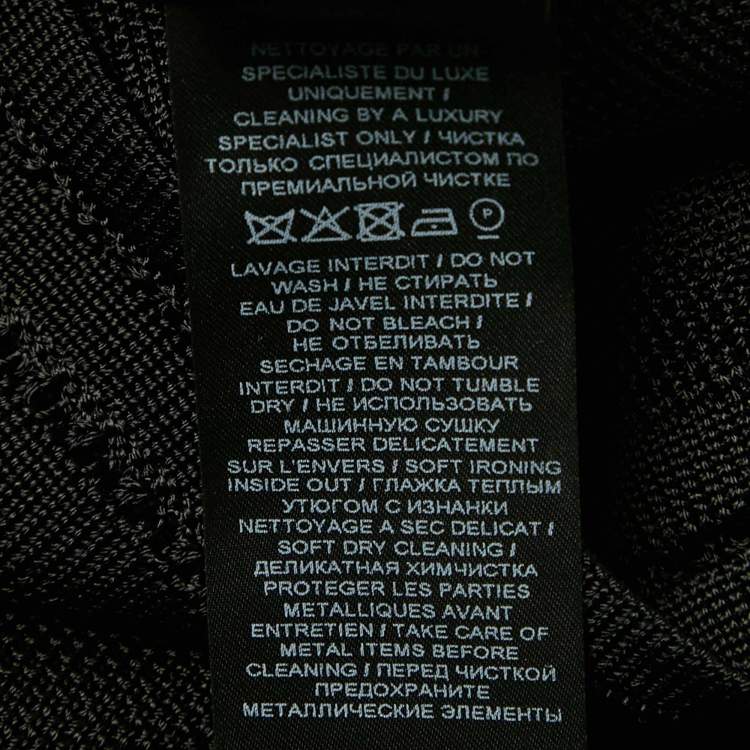 NETTOYAGE PAR UN
SPECIALISTE DU LUXE
UNIQUEMENT /
CLEANING BY A LUXURY
SPECIALIST ONLY / ЧИСТКА
ТОЛЬКО СПЕЦИАЛИСТОМ ПО
ПРЕМИАЛЬНОЙ ЧИСТКЕ
P
LAVAGE INTERDIT / DO NOT
WASH / НЕ СТИРАТЬ
EAU DE JAVEL INTERDITE /
DO NOT BLEACH /
НЕ ОТБЕЛИВАТЬ
SECHAGE EN TAMBOUR
INTERDIT / DO NOT TUMBLE
DRY / НЕ ИСПОЛЬЗОВАТЬ
МАШИННУЮ СУШКУ
REPASSER DELICATEMENT
SUR L'ENVERS / SOFT IRONING
INSIDE OUT / ГЛАЖКА ТЕПЛЫМ
УТЮГОМ С ИЗНАНКИ
NETTOYAGE A SEC DELICAT /
SOFT DRY CLEANING /
ДЕЛИКАТНАЯ ХИМЧИСТКА
PROTEGER LES PARTIES
METALLIQUES AVANT
ENTRETIEN / TAKE CARE OF
METAL ITEMS BEFORE
CLEANING / ПЕРЕД ЧИСТКОЙ
ПРЕДОХРАНИТЕ
МЕТАЛЛИЧЕСКИЕ ЭЛЕМЕНТЫ